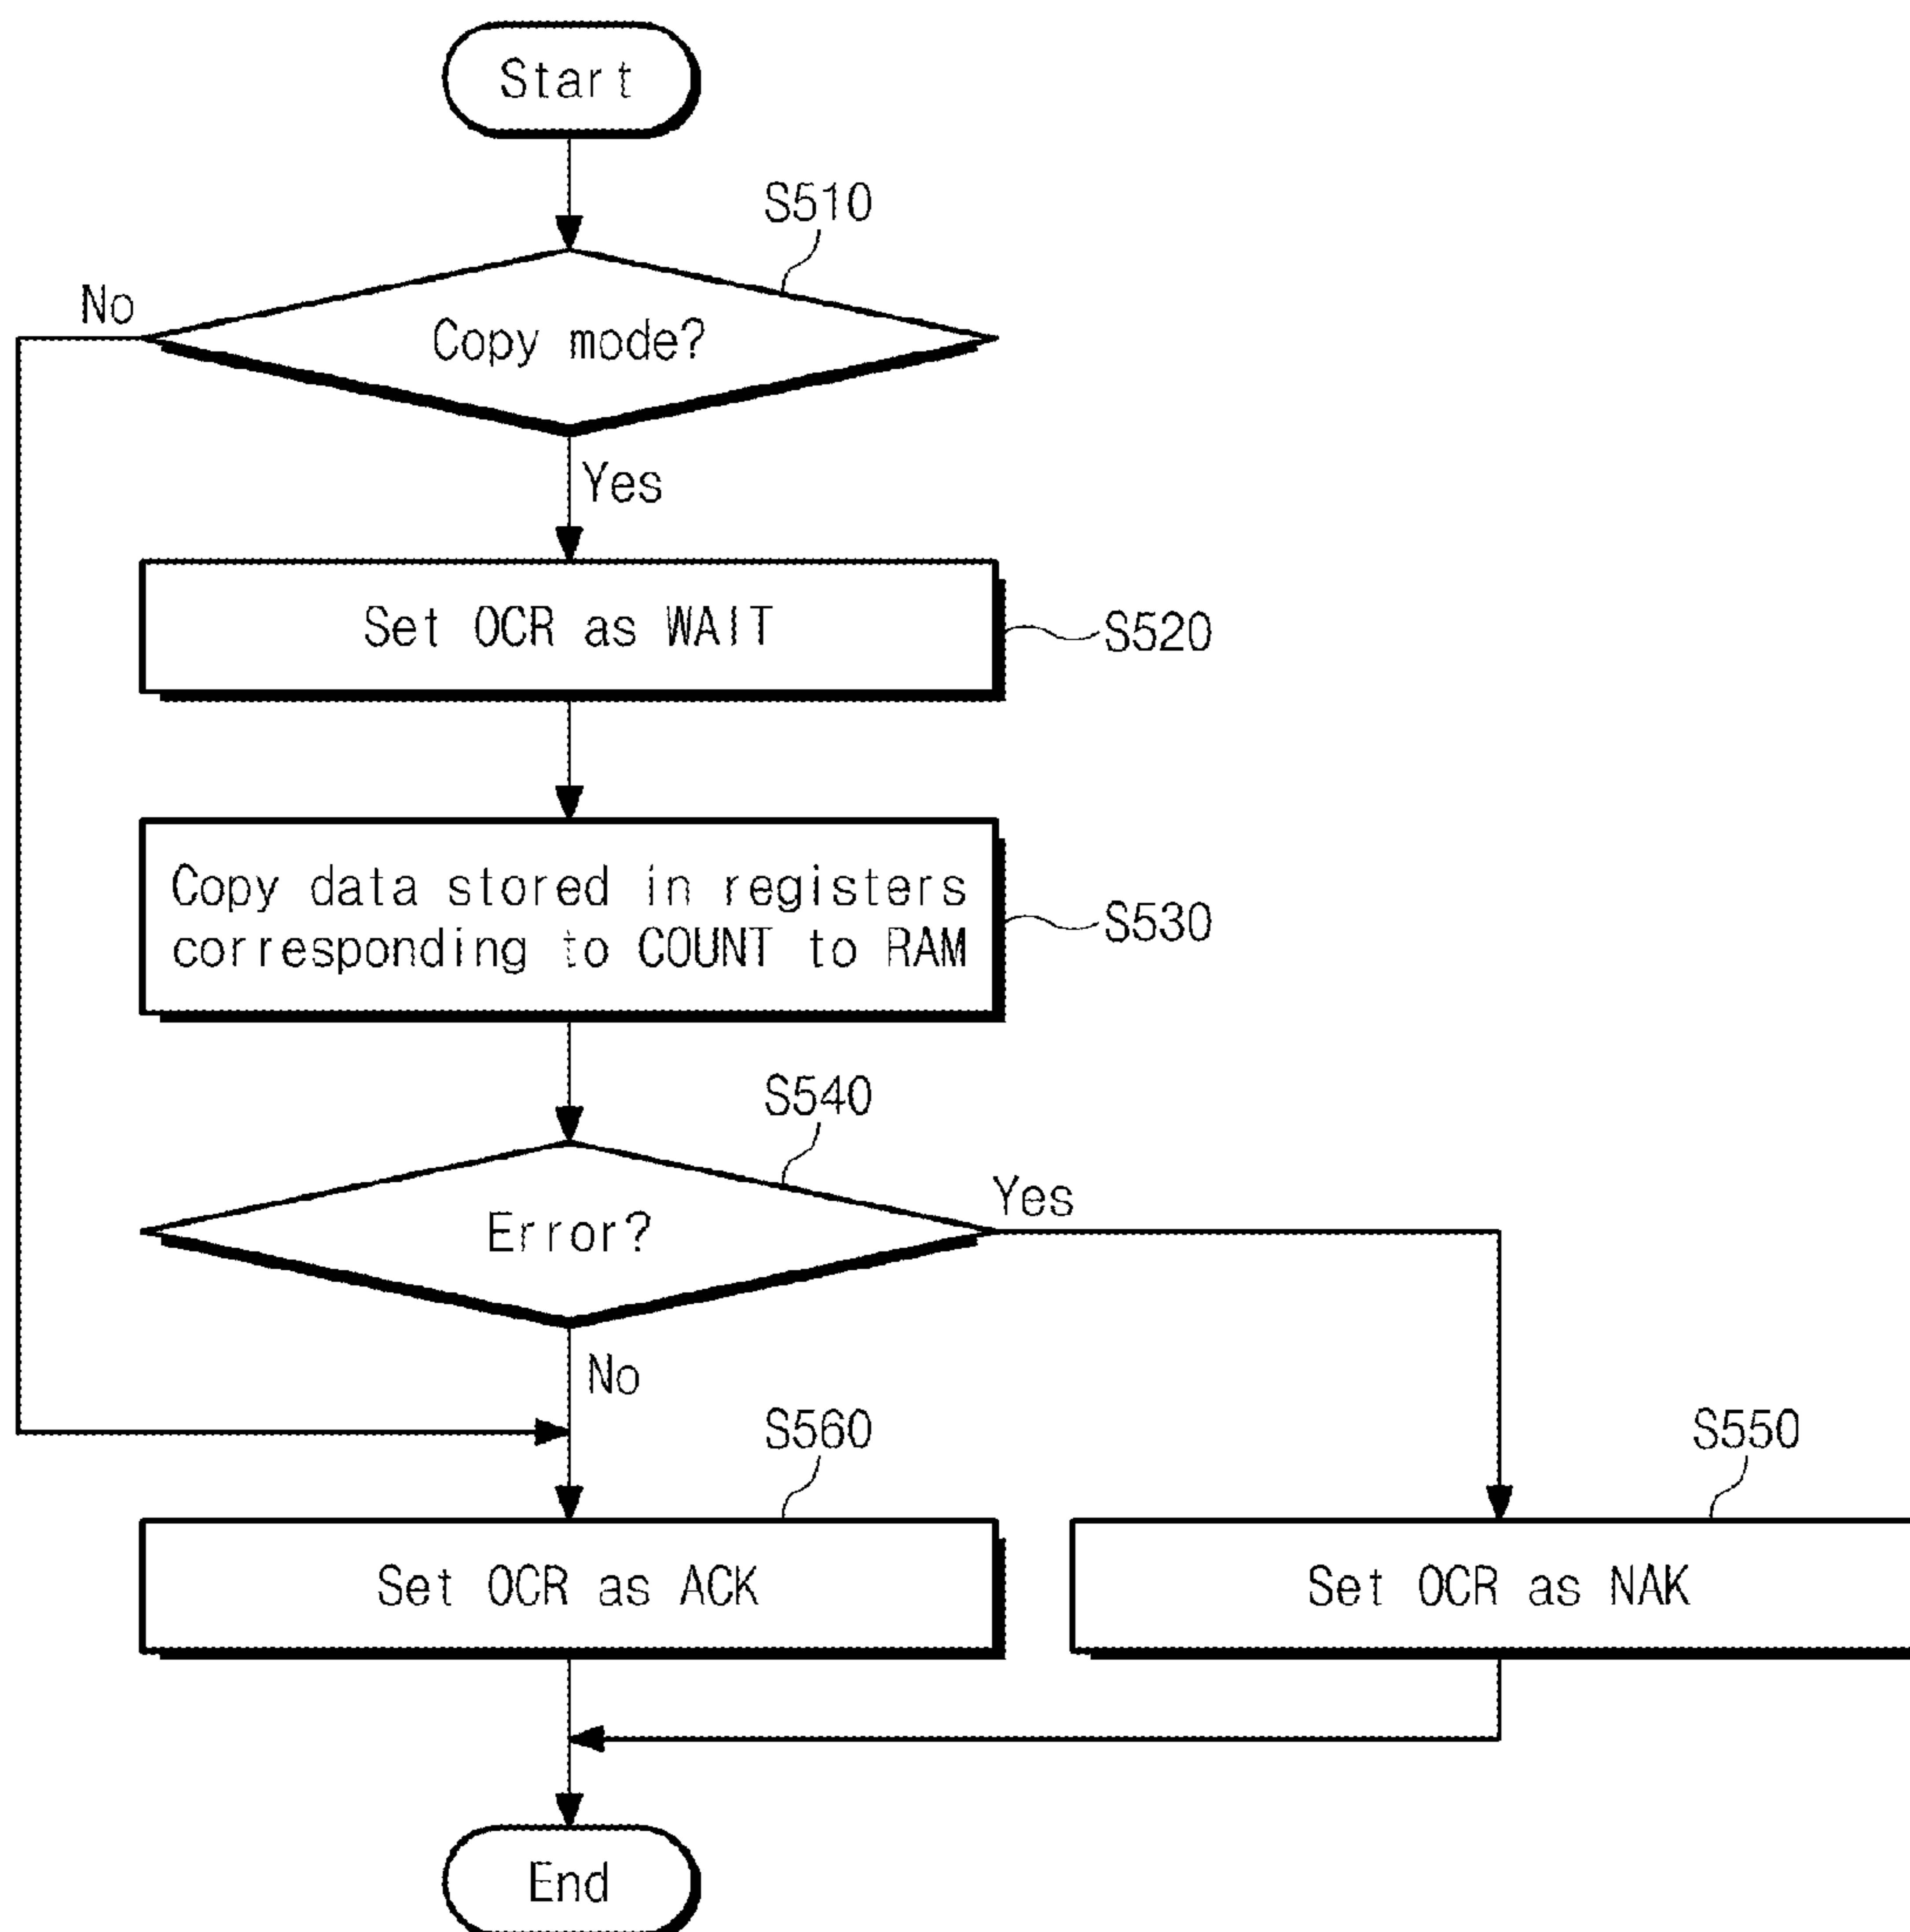 Start
S510
No
Copy mode?
Yes
Set OCR as WAIT
S520
Copy data stored in registers
corresponding to COUNT to RAM
S530
S540
Yes
Error?
No
S560
S550
Set OCR as ACK
Set OCR as NAK
End